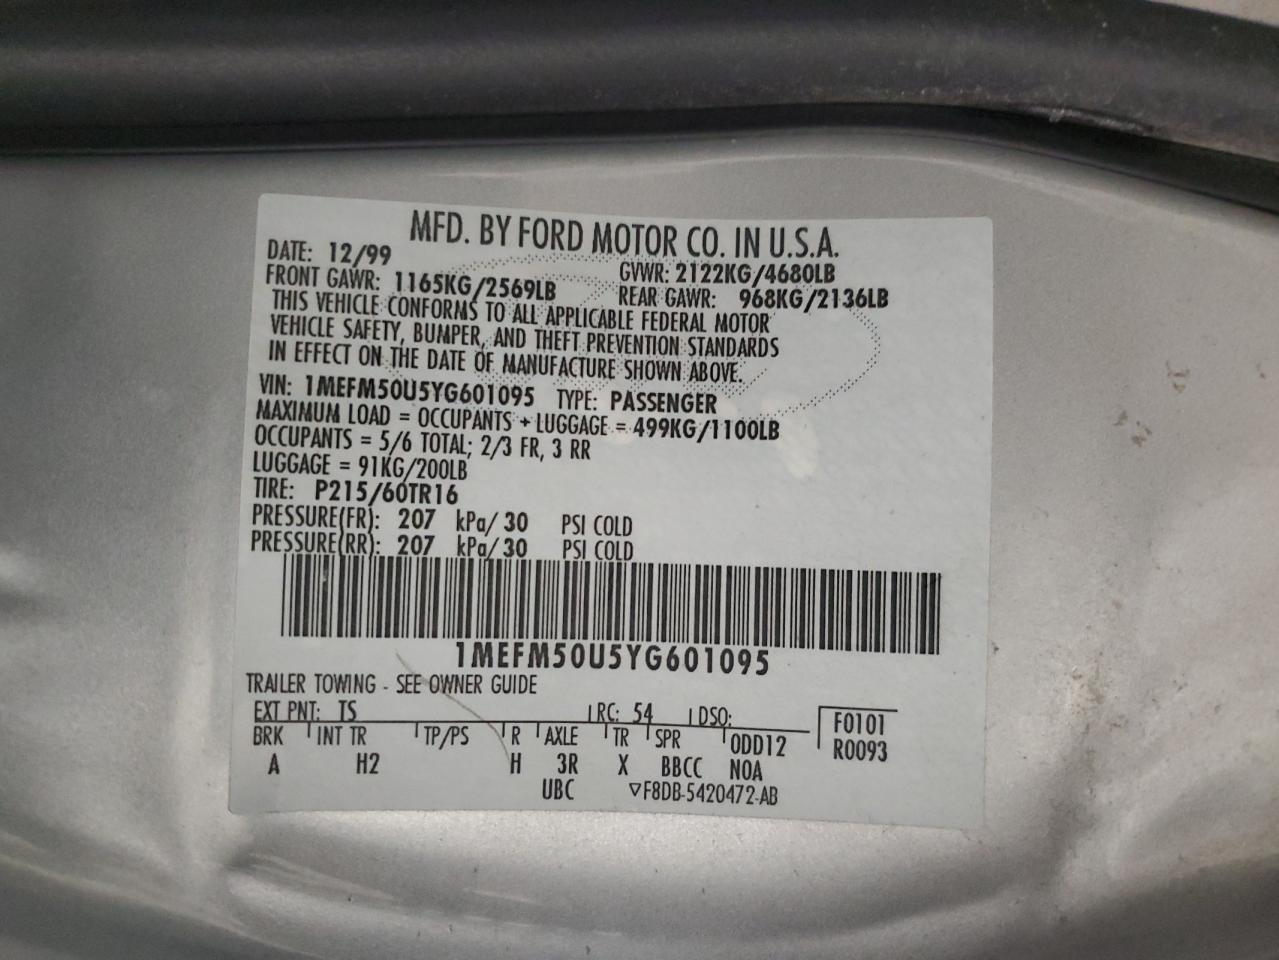 MFD. BY FORD MOTOR CO. IN U.S.A.
DATE: 12/99 GVWR: 2122KG/4680LB
FRONT GAWR: 1165KG/2569LB REAR GAWR: 968KG/2136LB
THIS VEHICLE CONFORMS TO ALL APPLICABLE FEDERAL MOTOR
VEHICLE SAFETY, BUMPER, AND THEFT PREVENTION STANDARDS
IN EFFECT ON THE DATE OF MANUFACTURE SHOWN ABOVE.
VIN: 1MEFM50U5YG601095 TYPE: PASSENGER
MAXIMUM LOAD = OCCUPANTS + LUGGAGE = 499KG/1100LB
OCCUPANTS = 5/6 TOTAL; 2/3 FR, 3 RR
LUGGAGE = 91KG/200LB
TIRE: P215/60TR16
PRESSURE(FR): 207 kPa/ 30 PSI COLD
PRESSURE(RR): 207 kPa/ 30 PSI COLD
1MEFM50U5YG601095
TRAILER TOWING - SEE OWNER GUIDE
EXT PNT: TS RC: 54 DSO: F0101
BRK INT TR TP/PS R AXLE TR SPR ODD12 R0093
A H2 H 3R X BBCC NOA
UBC ▽F8DB-5420472-AB